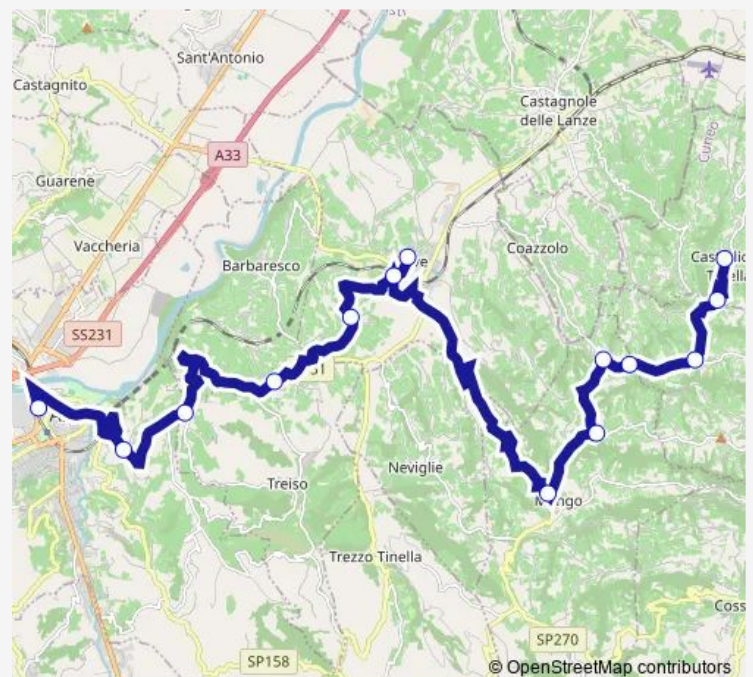 Sant'Antonio
Castagnito
Castagnole
delle Lanze
A33
Cuneo
Guarene
Vaccheria
Coazzolo
Barbaresco
SS231
Neviglie
Treiso
Trezzo Tinella
SP270
SP158
© OpenStreetMap contributors